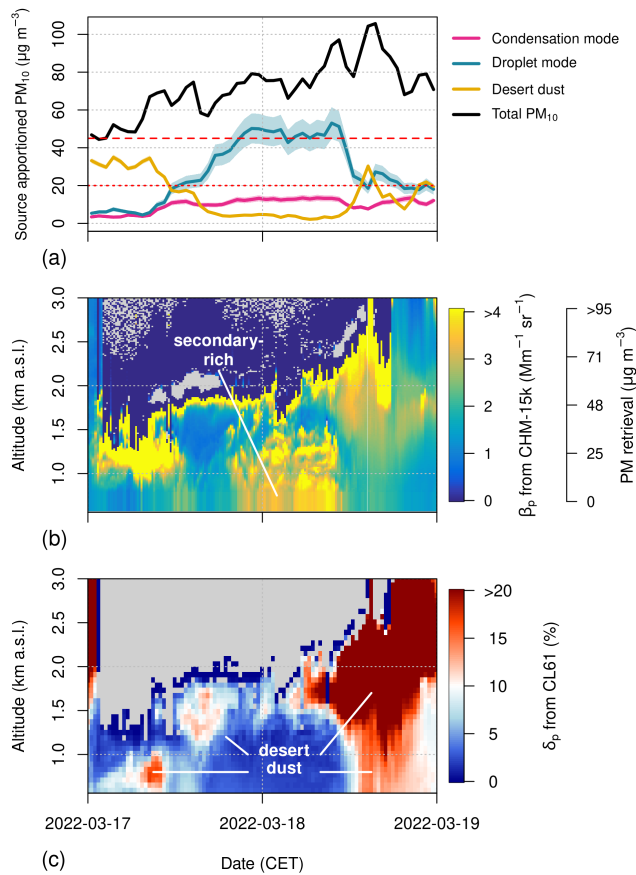 Source apportioned PM₁₀ (µg m⁻³)
100
80
60
40
20
0
Condensation mode
Droplet mode
Desert dust
Total PM₁₀
(a)
Altitude (km a.s.l.)
3.0
2.5
2.0
1.5
1.0
secondary-
rich
>4
3
2
1
0
βₚ from CHM-15k (Mm⁻¹ sr⁻¹)
>95
71
48
25
0
PM retrieval (µg m⁻³)
(b)
Altitude (km a.s.l.)
3.0
2.5
2.0
1.5
1.0
desert
dust
>20
15
10
5
0
δₚ from CL61 (%)
2022-03-17
2022-03-18
2022-03-19
(c)
Date (CET)